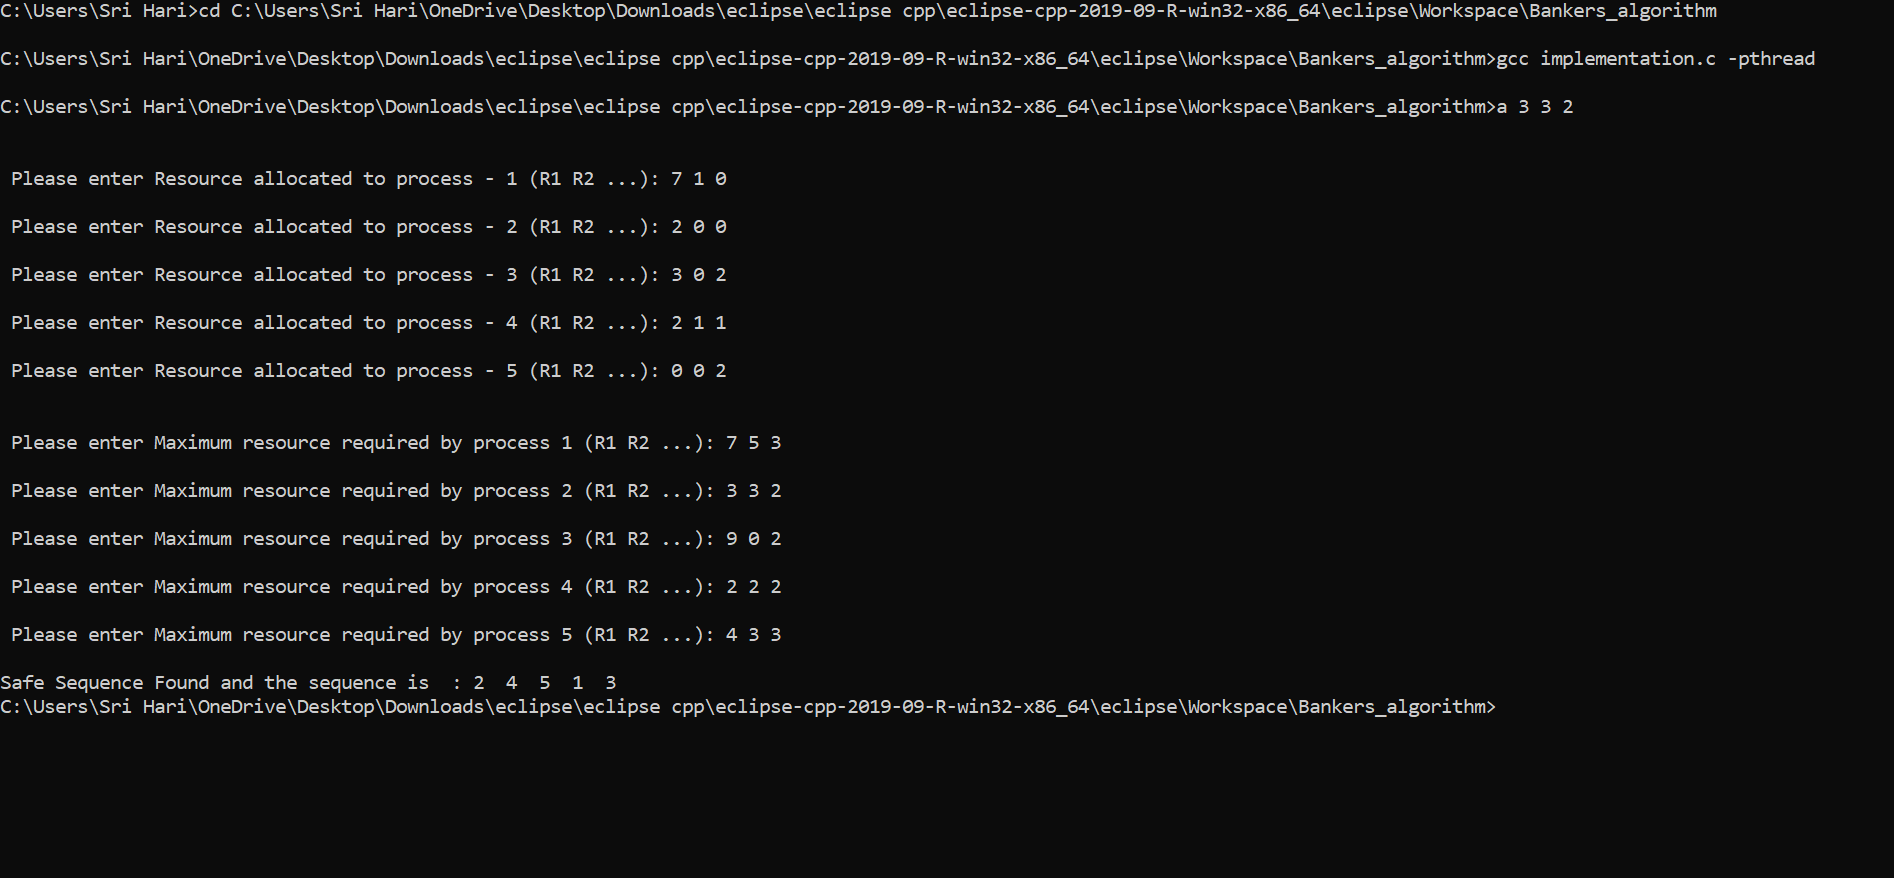 C:\Users\Sri Hari>cd C:\Users\Sri Hari\OneDrive\Desktop\Downloads\eclipse\eclipse cpp\eclipse-cpp-2019-09-R-win32-x86_64\eclipse\Workspace\Bankers_algorithm
C:\Users\Sri Hari\OneDrive\Desktop\Downloads\eclipse\eclipse cpp\eclipse-cpp-2019-09-R-win32-x86_64\eclipse\Workspace\Bankers_algorithm>gcc implementation.c -pthread
C:\Users\Sri Hari\OneDrive\Desktop\Downloads\eclipse\eclipse cpp\eclipse-cpp-2019-09-R-win32-x86_64\eclipse\Workspace\Bankers_algorithm>a 3 3 2
Please enter Resource allocated to process - 1 (R1 R2 ...): 7 1 0
Please enter Resource allocated to process - 2 (R1 R2 ...): 2 0 0
Please enter Resource allocated to process - 3 (R1 R2 ...): 3 0 2
Please enter Resource allocated to process - 4 (R1 R2 ...): 2 1 1
Please enter Resource allocated to process - 5 (R1 R2 ...): 0 0 2
Please enter Maximum resource required by process 1 (R1 R2 ...): 7 5 3
Please enter Maximum resource required by process 2 (R1 R2 ...): 3 3 2
Please enter Maximum resource required by process 3 (R1 R2 ...): 9 0 2
Please enter Maximum resource required by process 4 (R1 R2 ...): 2 2 2
Please enter Maximum resource required by process 5 (R1 R2 ...): 4 3 3
Safe Sequence Found and the sequence is  : 2  4  5  1  3
C:\Users\Sri Hari\OneDrive\Desktop\Downloads\eclipse\eclipse cpp\eclipse-cpp-2019-09-R-win32-x86_64\eclipse\Workspace\Bankers_algorithm>